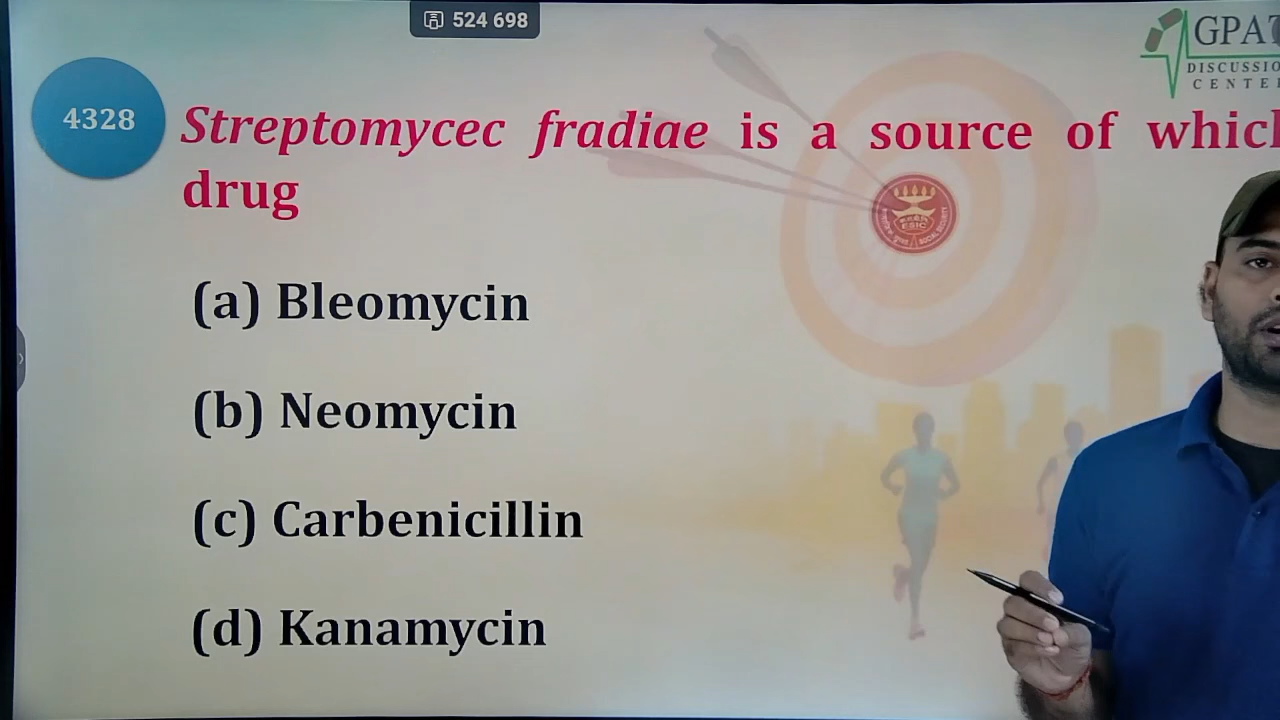 524 698
GPAT
DISCUSSIO
CENTE
4328
Streptomycec fradiae is a source of which
drug
(a) Bleomycin
(b) Neomycin
(c) Carbenicillin
(d) Kanamycin